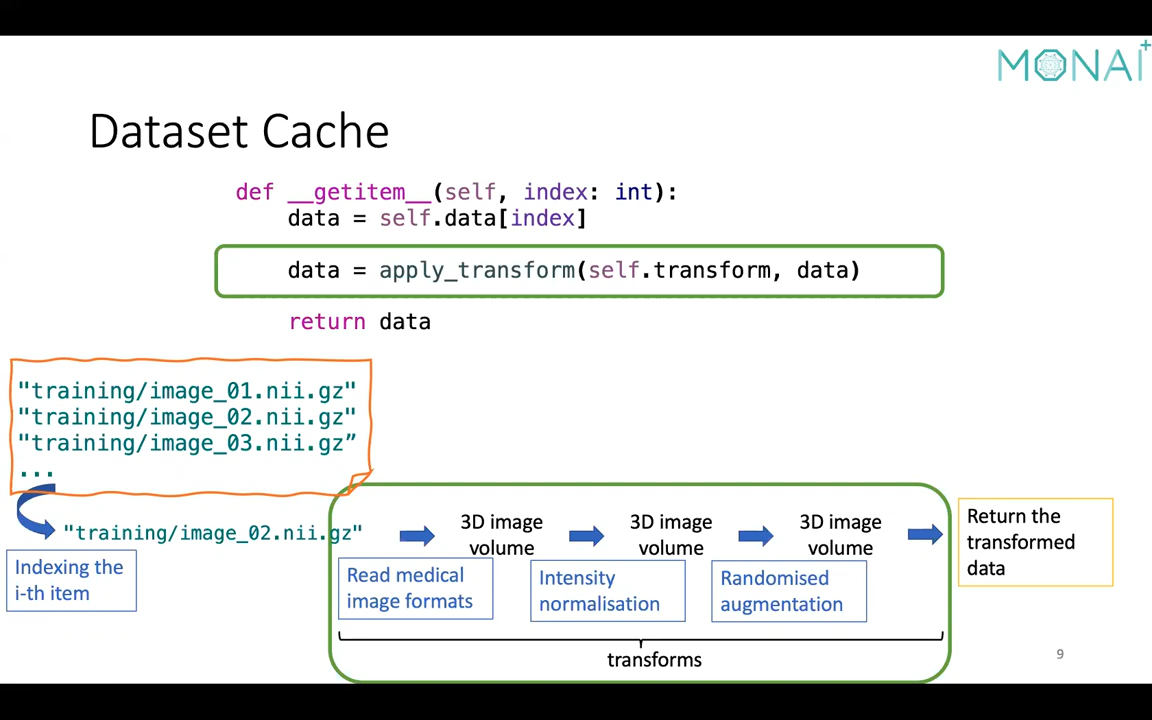 MONAI+
Dataset Cache
def __getitem__(self, index: int):
data = self.data[index]
data = apply_transform(self.transform, data)
return data
"training/image_01.nii.gz"
"training/image_02.nii.gz"
"training/image_03.nii.gz”
...
"training/image_02.nii.gz"
Indexing the
i-th item
3D image
volume
Read medical
image formats
3D image
volume
Intensity
normalisation
3D image
volume
Randomised
augmentation
transforms
Return the
transformed
data
9